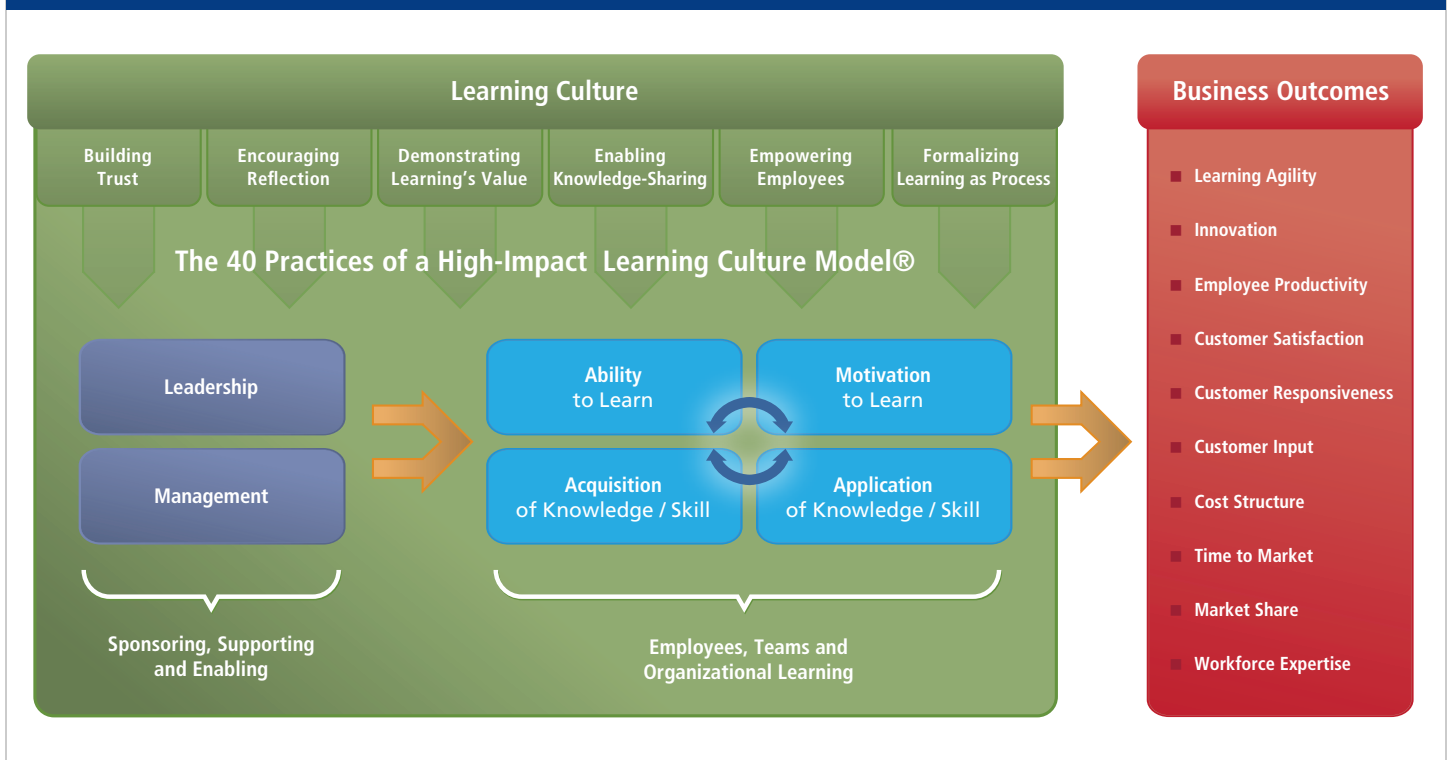 Learning Culture
Building
Trust
Encouraging
Reflection
Demonstrating
Learning's Value
Enabling
Knowledge-Sharing
Empowering
Employees
Formalizing
Learning as Process
The 40 Practices of a High-Impact Learning Culture Model®
Leadership
Management
Ability
to Learn
Motivation
to Learn
Acquisition
of Knowledge / Skill
Application
of Knowledge / Skill
Sponsoring, Supporting
and Enabling
Employees, Teams and
Organizational Learning
Business Outcomes
Learning Agility
Innovation
Employee Productivity
Customer Satisfaction
Customer Responsiveness
Customer Input
Cost Structure
Time to Market
Market Share
Workforce Expertise